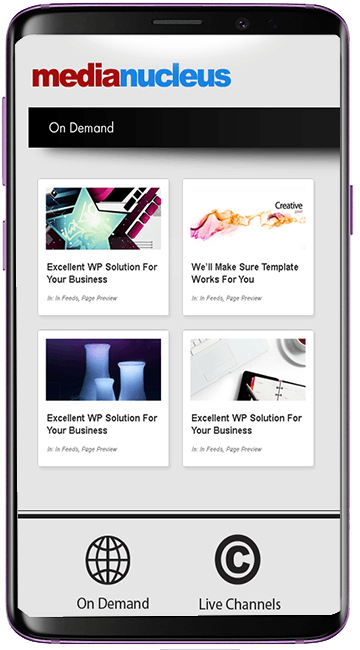 medianucleus
On Demand
Excellent WP Solution For
Your Business
In: In Feeds, Page Preview
Creative
We'll Make Sure Template
Works For You
In: In Feeds, Page Preview
Excellent WP Solution For
Your Business
In: In Feeds, Page Preview
Excellent WP Solution For
Your Business
In: In Feeds, Page Preview
On Demand
©
Live Channels